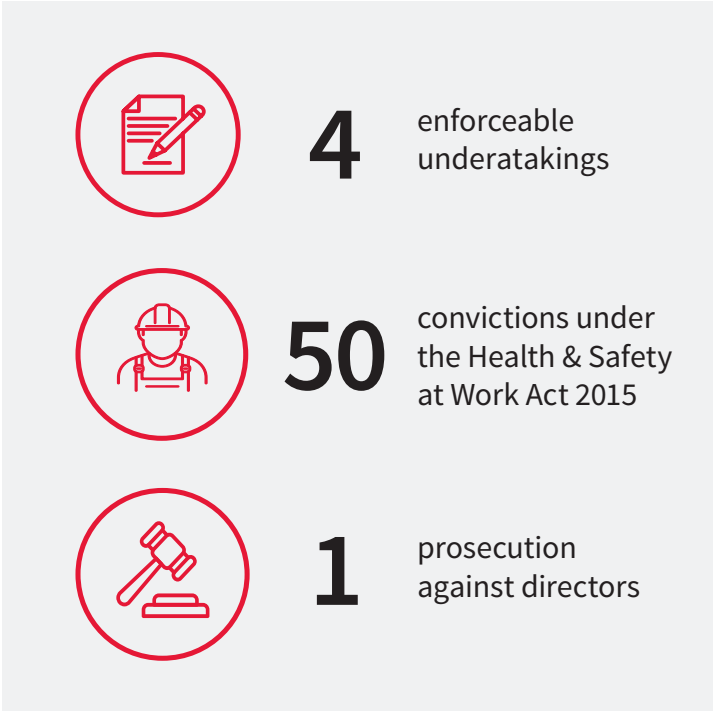 4
enforceable
underatakings
50
convictions under
the Health & Safety
at Work Act 2015
1
prosecution
against directors